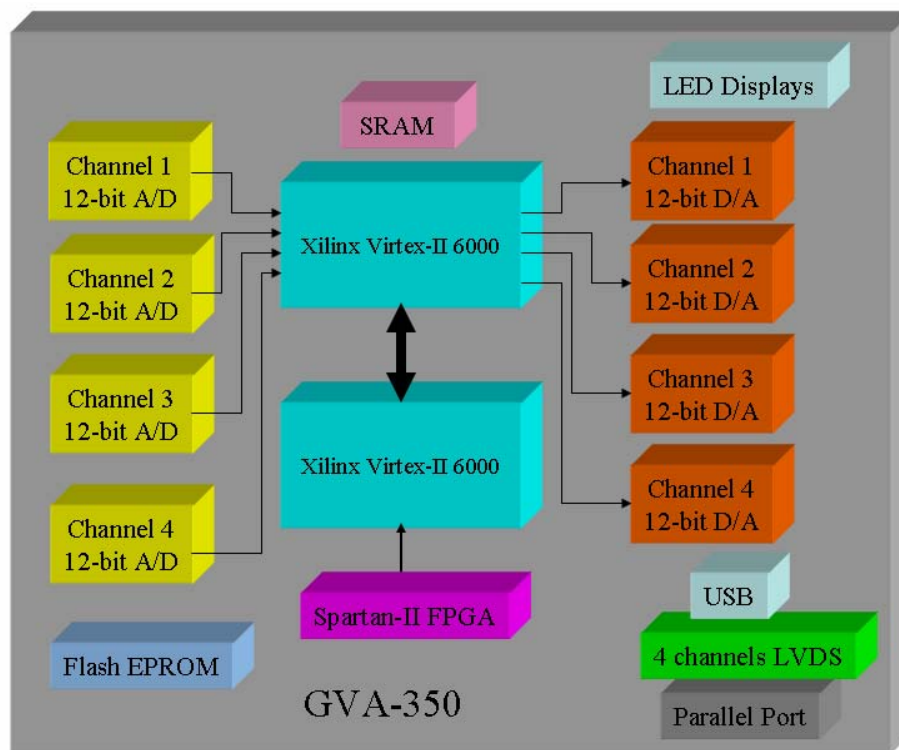 LED Displays
SRAM
Channel 1
12-bit A/D
Channel 2
12-bit A/D
Channel 3
12-bit A/D
Channel 4
12-bit A/D
Xilinx Virtex-II 6000
Xilinx Virtex-II 6000
Spartan-II FPGA
Channel 1
12-bit D/A
Channel 2
12-bit D/A
Channel 3
12-bit D/A
Channel 4
12-bit D/A
USB
4 channels LVDS
Parallel Port
Flash EPROM
GVA-350